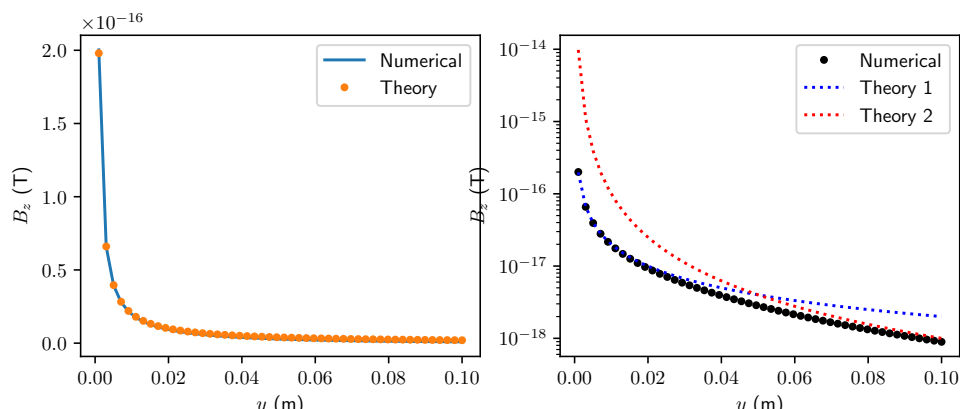 ×10⁻¹⁶
2.0
1.5
1.0
0.5
0.0
B_z (T)
0.00 0.02 0.04 0.06 0.08 0.10
y (m)
Numerical
Theory
10⁻¹⁴
10⁻¹⁵
10⁻¹⁶
10⁻¹⁷
10⁻¹⁸
B_z (T)
0.00 0.02 0.04 0.06 0.08 0.10
y (m)
Numerical
Theory 1
Theory 2